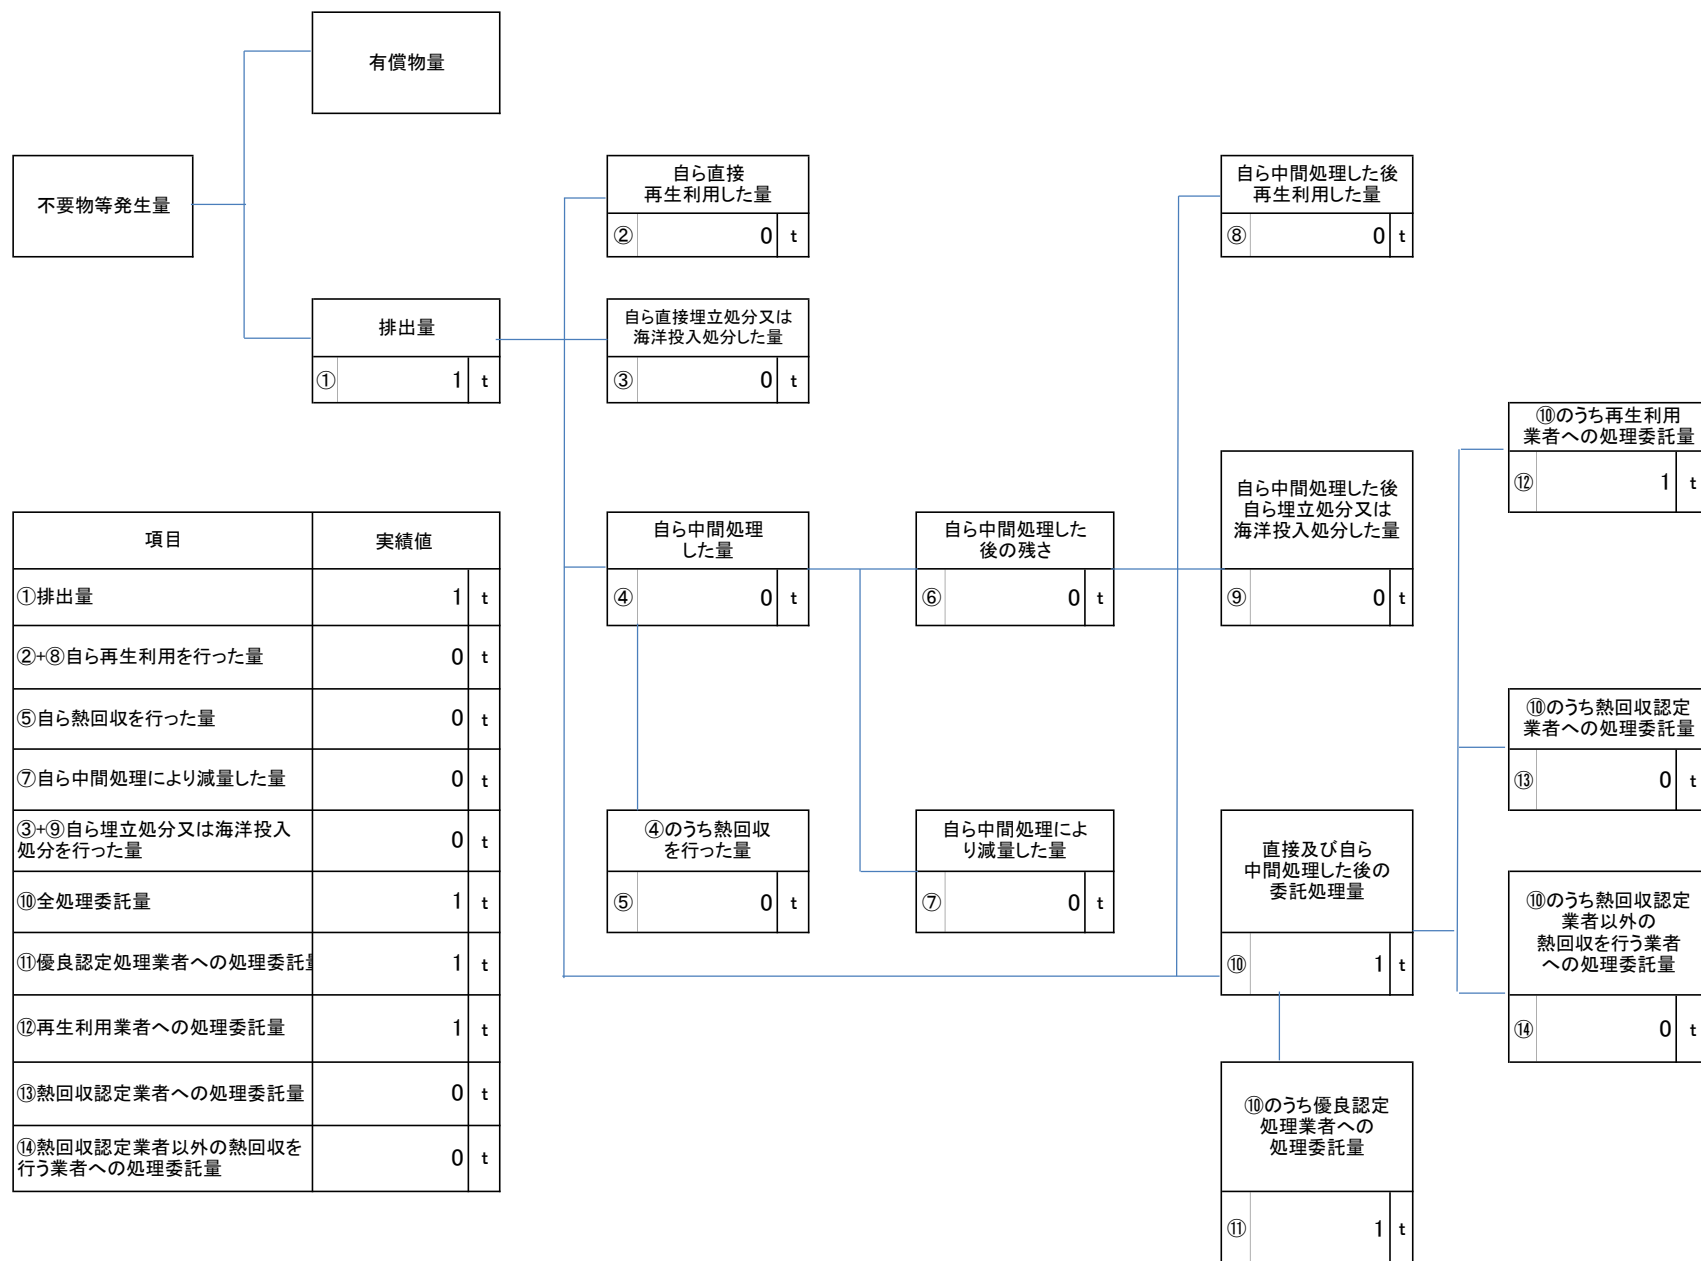 有償物量
不要物等発生量
自ら直接
再生利用した量
② 0 t
自ら中間処理した後
再生利用した量
⑧ 0 t
排出量
① 1 t
自ら直接埋立処分又は
海洋投入処分した量
③ 0 t
⑩のうち再生利用
業者への処理委託量
⑫ 1 t
自ら中間処理
した量
④ 0 t
自ら中間処理した
後の残さ
⑥ 0 t
自ら中間処理した後
自ら埋立処分又は
海洋投入処分した量
⑨ 0 t
⑩のうち熱回収認定
業者への処理委託量
⑬ 0 t
④のうち熱回収
を行った量
⑤ 0 t
自ら中間処理によ
り減量した量
⑦ 0 t
直接及び自ら
中間処理した後の
委託処理量
⑩ 1 t
⑩のうち熱回収認定
業者以外の
熱回収を行う業者
への処理委託量
⑭ 0 t
⑩のうち優良認定
処理業者への
処理委託量
⑪ 1 t
項目 実績値
①排出量 1 t
②+⑧自ら再生利用を行った量 0 t
⑤自ら熱回収を行った量 0 t
⑦自ら中間処理により減量した量 0 t
③+⑨自ら埋立処分又は海洋投入
処分を行った量 0 t
⑩全処理委託量 1 t
⑪優良認定処理業者への処理委託 1 t
⑫再生利用業者への処理委託量 1 t
⑬熱回収認定業者への処理委託量 0 t
⑭熱回収認定業者以外の熱回収を
行う業者への処理委託量 0 t